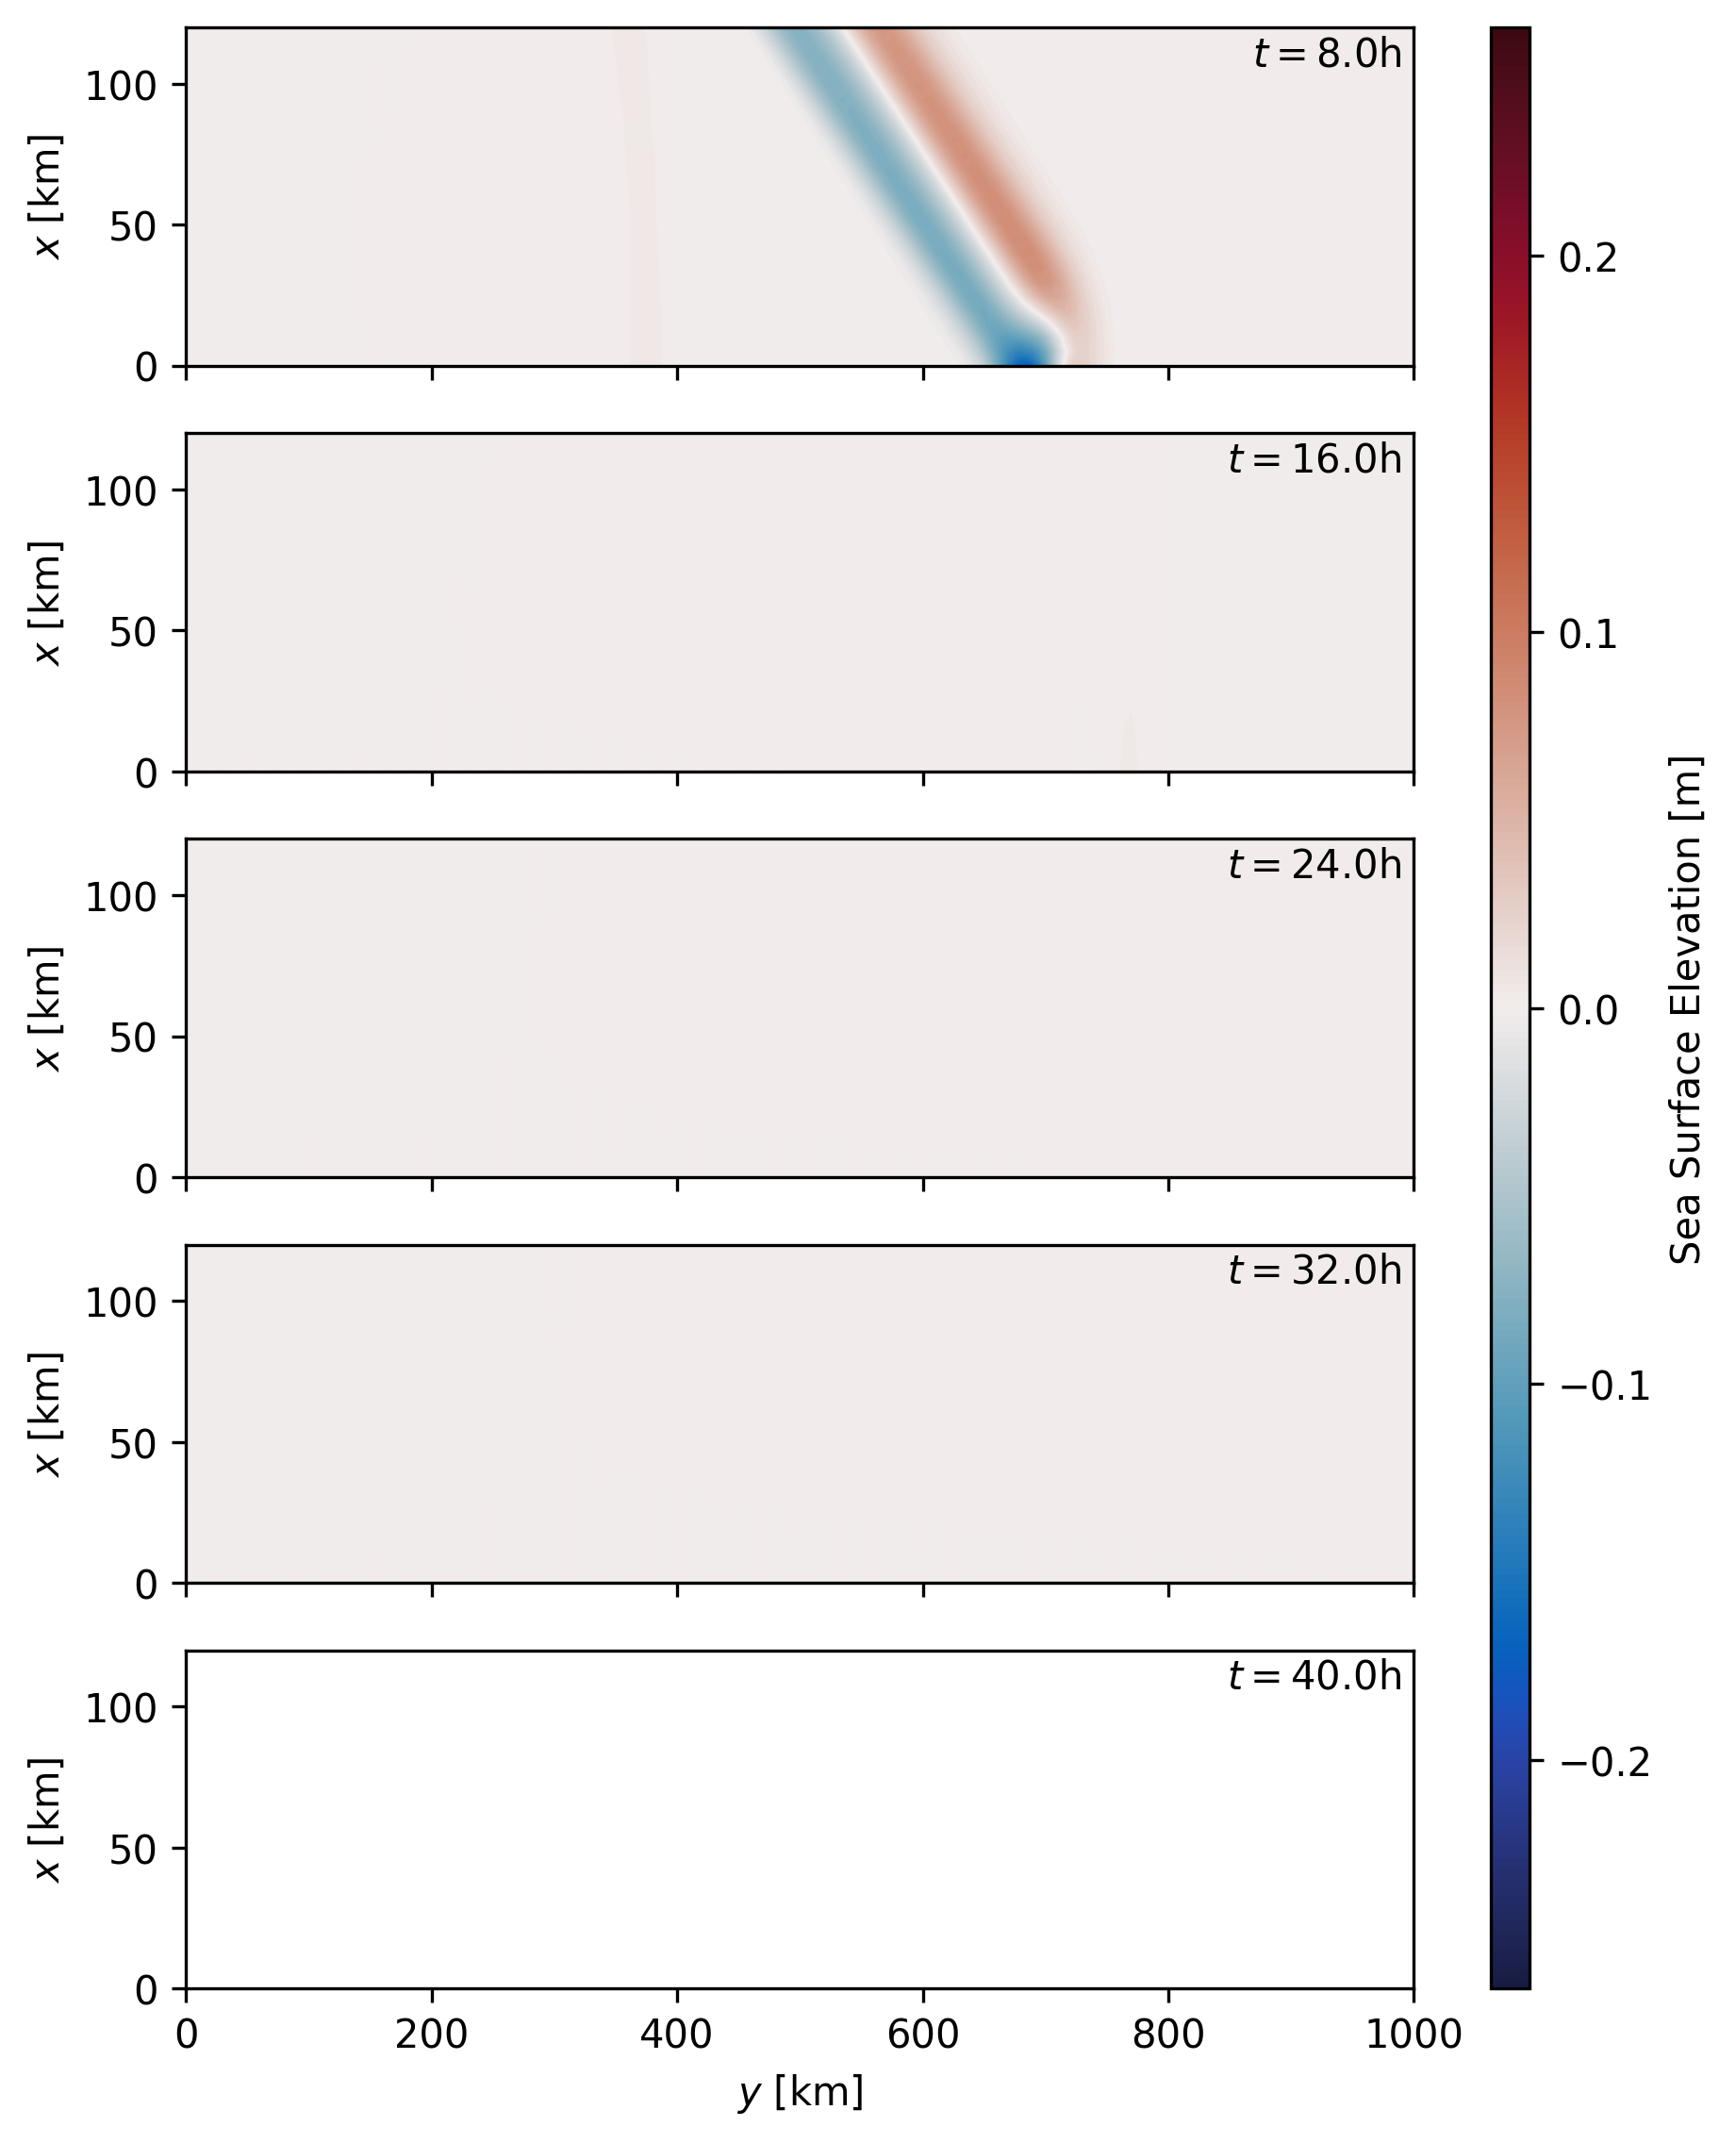 t = 8.0h
x [km]
100
50
0
t = 16.0h
x [km]
100
50
0
t = 24.0h
x [km]
100
50
0
t = 32.0h
x [km]
100
50
0
t = 40.0h
x [km]
100
50
0
0 200 400 600 800 1000
y [km]
0.2
0.1
0.0
−0.1
−0.2
Sea Surface Elevation [m]